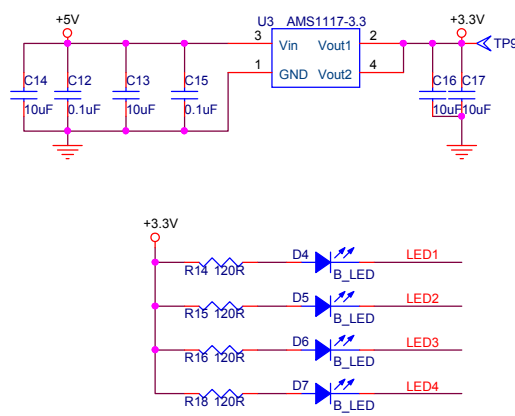 +5V
U3 AMS1117-3.3
+3.3V
3 Vin Vout1 2
TP9
1 GND Vout2 4
C14 C12 C13 C15 C16 C17
10uF 0.1uF 10uF 0.1uF 10uF 10uF
+3.3V
D4 LED1
R14 120R B_LED
D5 LED2
R15 120R B_LED
D6 LED3
R16 120R B_LED
D7 LED4
R18 120R B_LED